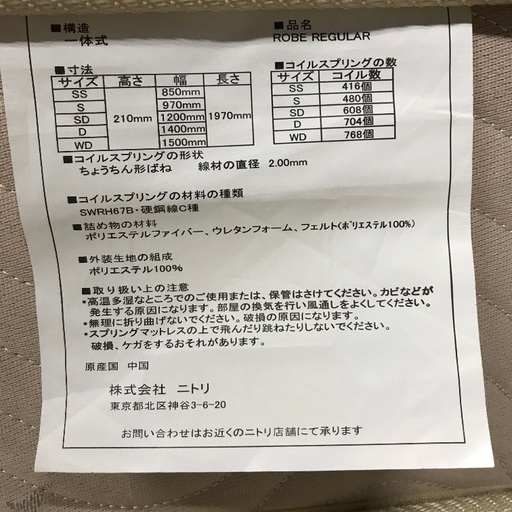 ■構造
一体式
■品名
ROBE REGULAR
■寸法
サイズ 高さ 幅 長さ
SS 210mm 850mm 1970mm
S 970mm
SD 1200mm
D 1400mm
WD 1500mm
■コイルスプリングの数
サイズ コイル数
SS 416個
S 480個
SD 608個
D 704個
WD 768個
■コイルスプリングの形状
ちょうちん形ばね 線材の直径 2.00mm
■コイルスプリングの材料の種類
SWRH67B・硬鋼線C種
■詰め物の材料
ポリエステルファイバー、ウレタンフォーム、フェルト(ポリエステル100%)
■外装生地の組成
ポリエステル100%
■取り扱い上の注意
*高温多湿なところでのご使用または、保管はさけてください。カビなどが
発生する原因になります。部屋の換気を行い風通しをよくしてください。
*無理に折り曲げないでください。破損の原因になります。
*スプリングマットレスの上で飛んだり跳ねたりしないでください。
破損、ケガをするおそれがあります。
原産国 中国
株式会社 ニトリ
東京都北区神谷3-6-20
お問い合わせはお近くのニトリ店舗にて承ります